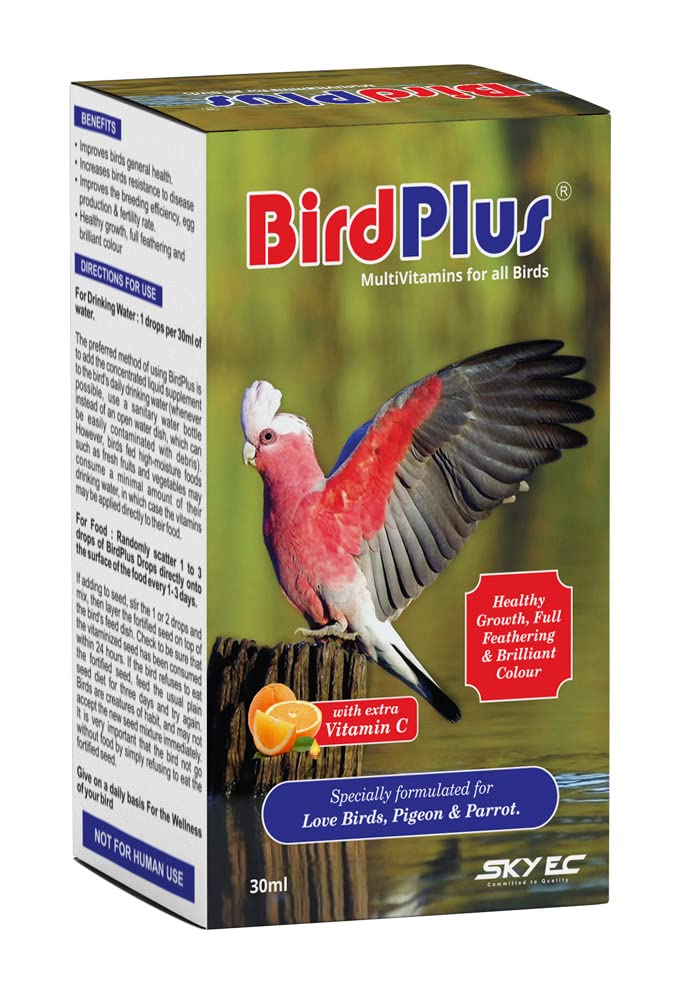 BirdPlus
MultiVitamins for all Birds
BENEFITS
• Improves birds general health.
• Increases birds resistance to disease
• Improves the breeding efficiency, egg
production & fertility rate.
• Healthy growth, full feathering and
brilliant colour
DIRECTIONS FOR USE
For Drinking Water : 1 drops per 30ml of
water.
The preferred method of using BirdPlus is
to add the concentrated liquid supplement
to the bird's daily drinking water (whenever
possible, use a sanitary water bottle
instead of an open water dish, which can
be easily contaminated with debris).
However, birds fed high-moisture foods
such as fresh fruits and vegetables may
consume a minimal amount of their
drinking water, in which case the vitamins
may be applied directly to their food.
For Food : Randomly scatter 1 to 3
drops of BirdPlus Drops directly onto
the surface of the food every 1-3 days.
If adding to seed, stir the 1 or 2 drops and
mix, then layer the fortified seed on top of
the bird's feed dish. Check to be sure that
the vitaminized seed has been consumed
within 24 hours. If the bird refuses to eat
the fortified seed, feed the usual plan
seed diet for three days and try again.
Birds are creatures of habit, and may not
accept the new seed mixture immediately.
It is very important that the bird not go
without food by simply refusing to eat the
fortified seed.
Give on a daily basis For the Wellness
of your bird
NOT FOR HUMAN USE
BirdPlus®
MultiVitamins for all Birds
Healthy
Growth, Full
Feathering
& Brilliant
Colour
with extra
Vitamin C
Specially formulated for
Love Birds, Pigeon & Parrot.
30ml
SKYEC
Committed to Quality